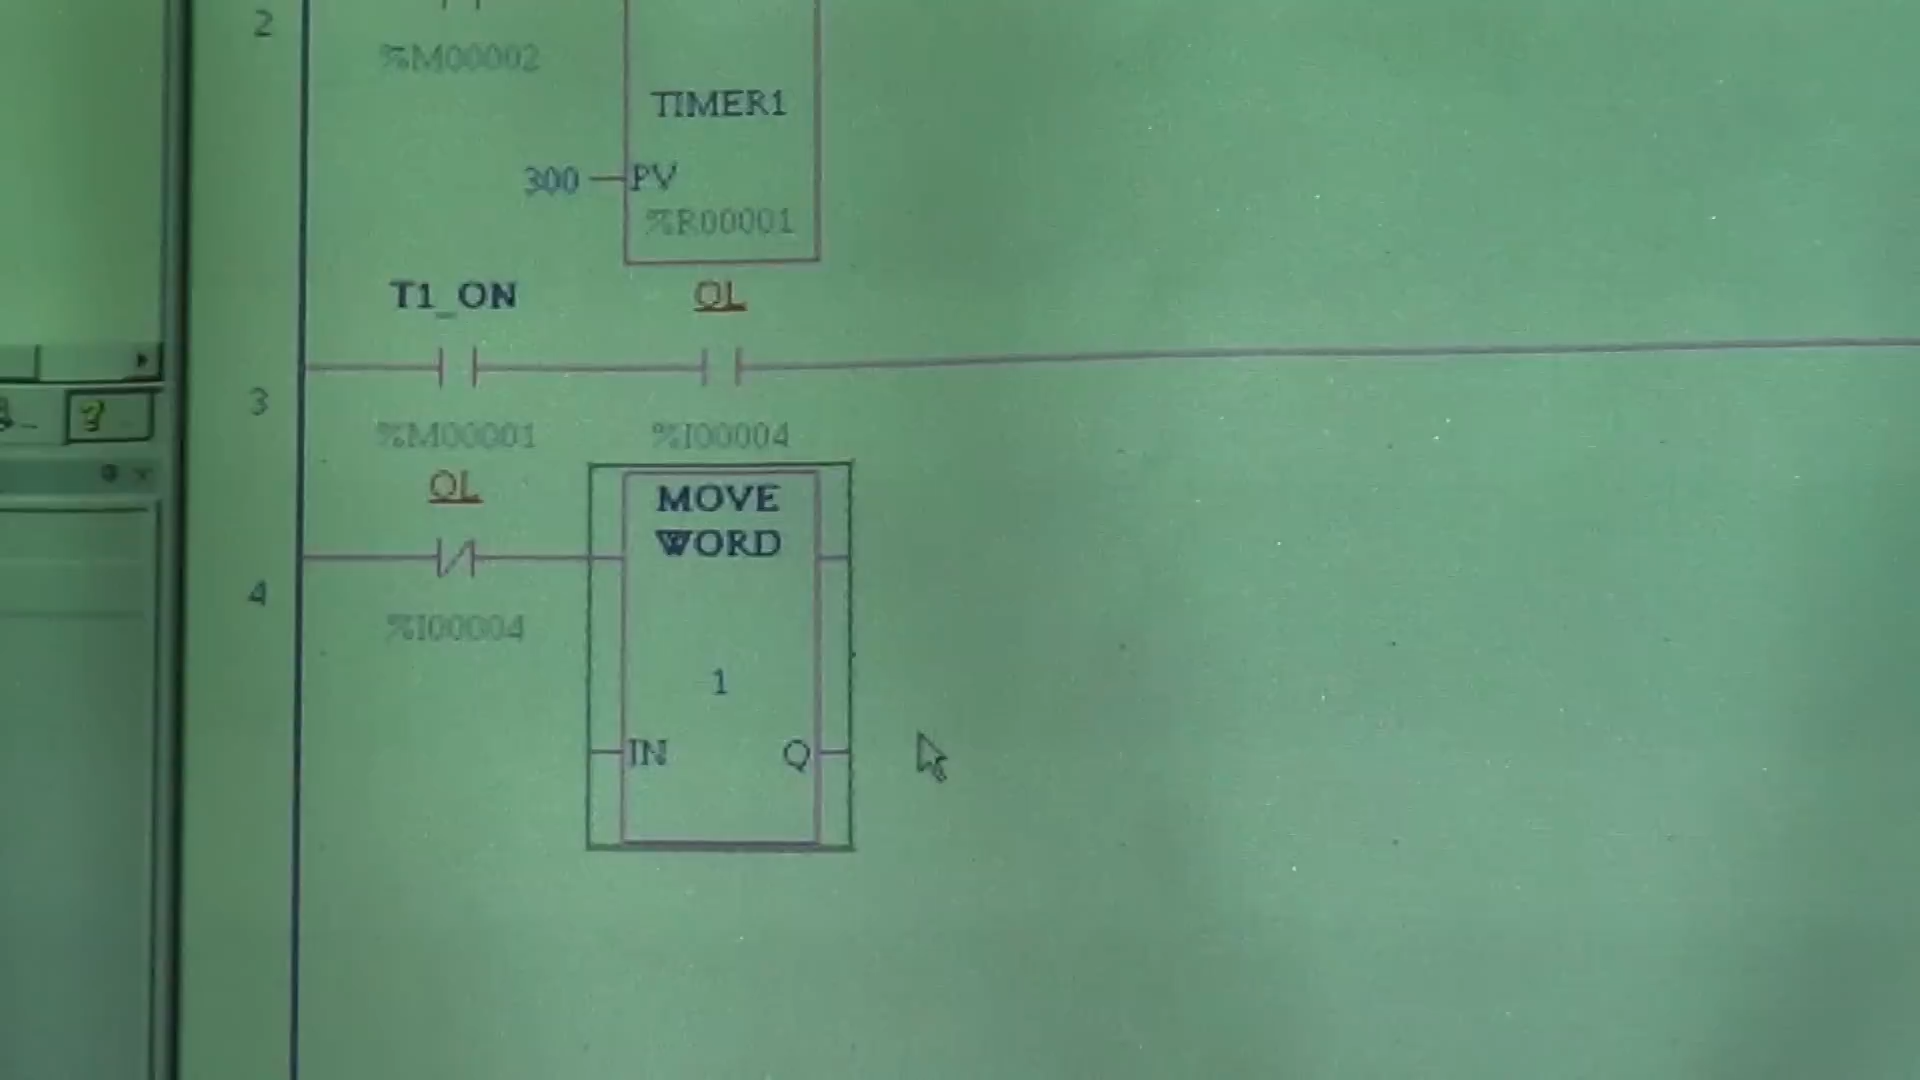 2
%M00002
TIMER1
300 PV
%R00001
T1_ON OL
3
%M00001 %I00004
OL
MOVE
WORD
4
%I00004
1
IN Q